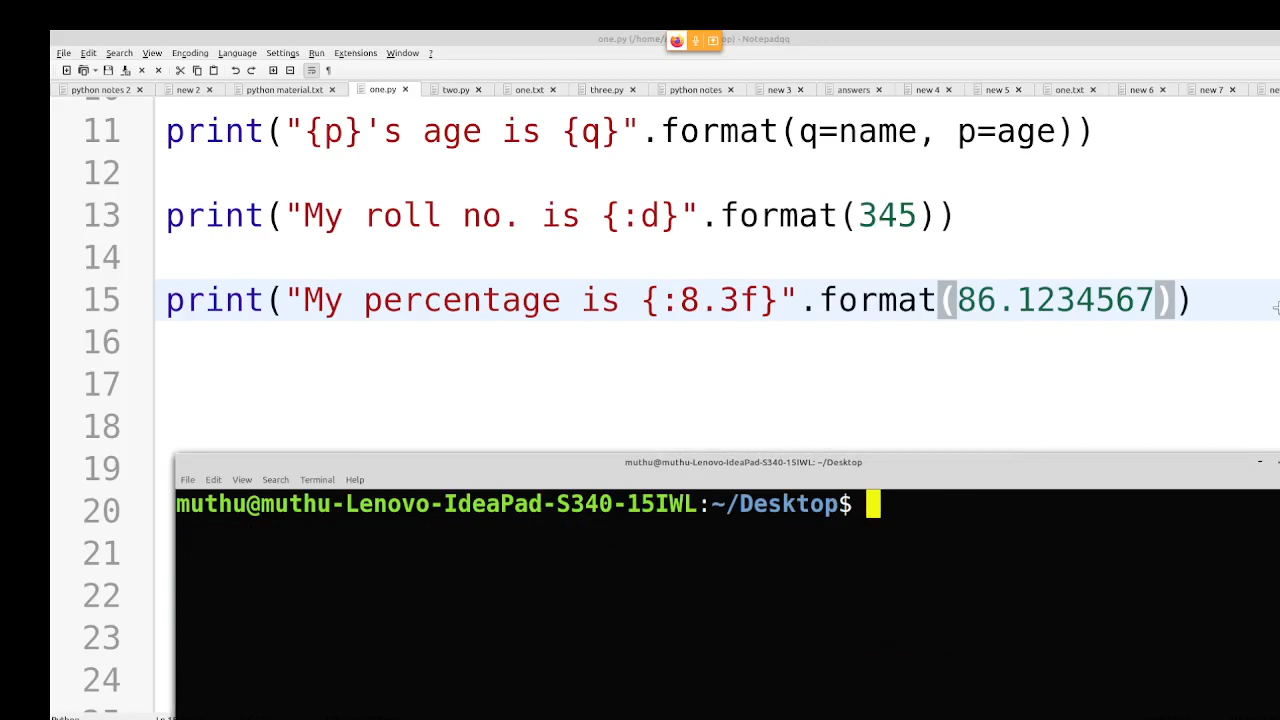 one.py (/home/ op) - Notepadqq
File Edit Search View Encoding Language Settings Run Extensions Window ?
python notes 2 new 2 python material.txt one.py two.py one.txt three.py python notes new 3 answers new 4 new 5 one.txt new 6 new 7
11 print("{p}'s age is {q}".format(q=name, p=age))
12
13 print("My roll no. is {:d}".format(345))
14
15 print("My percentage is {:8.3f}".format(86.1234567))
16
17
18
19
20
21
22
23
24
muthu@muthu-Lenovo-IdeaPad-S340-15IWL: ~/Desktop
File Edit View Search Terminal Help
muthu@muthu-Lenovo-IdeaPad-S340-15IWL:~/Desktop$